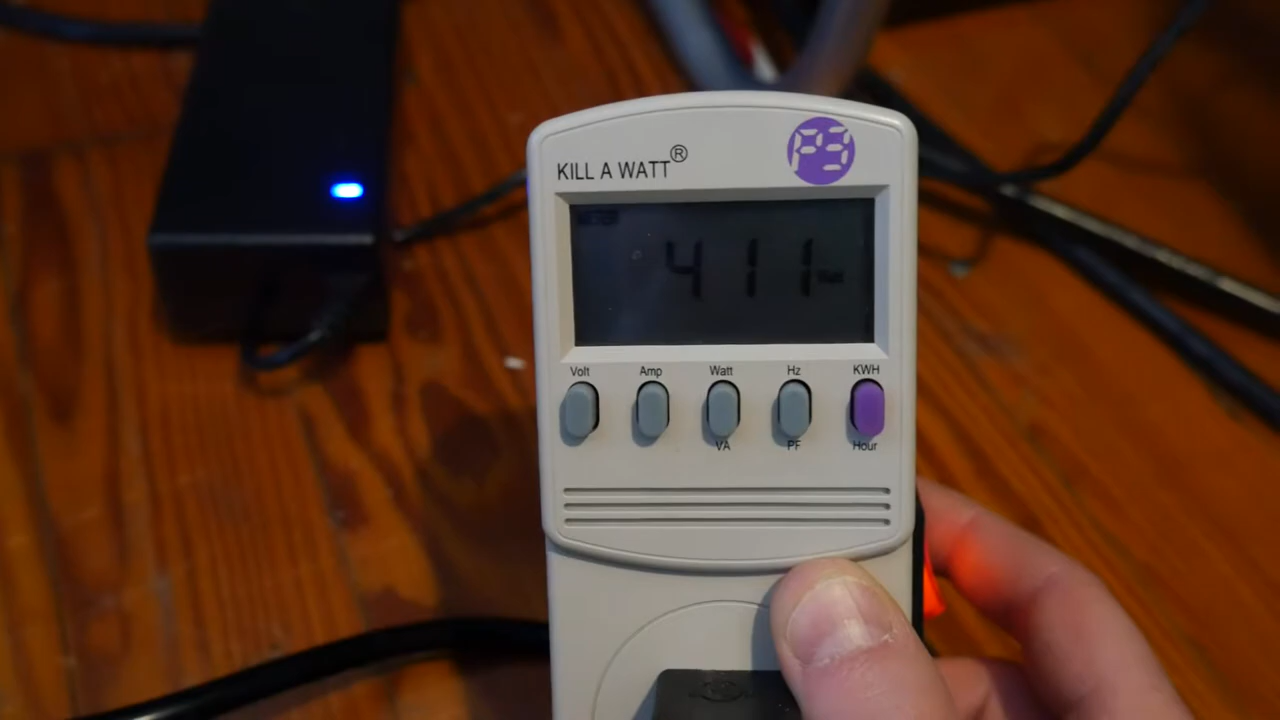 KILL A WATT®
P3
411
Volt Amp Watt Hz KWH
VA PF Hour